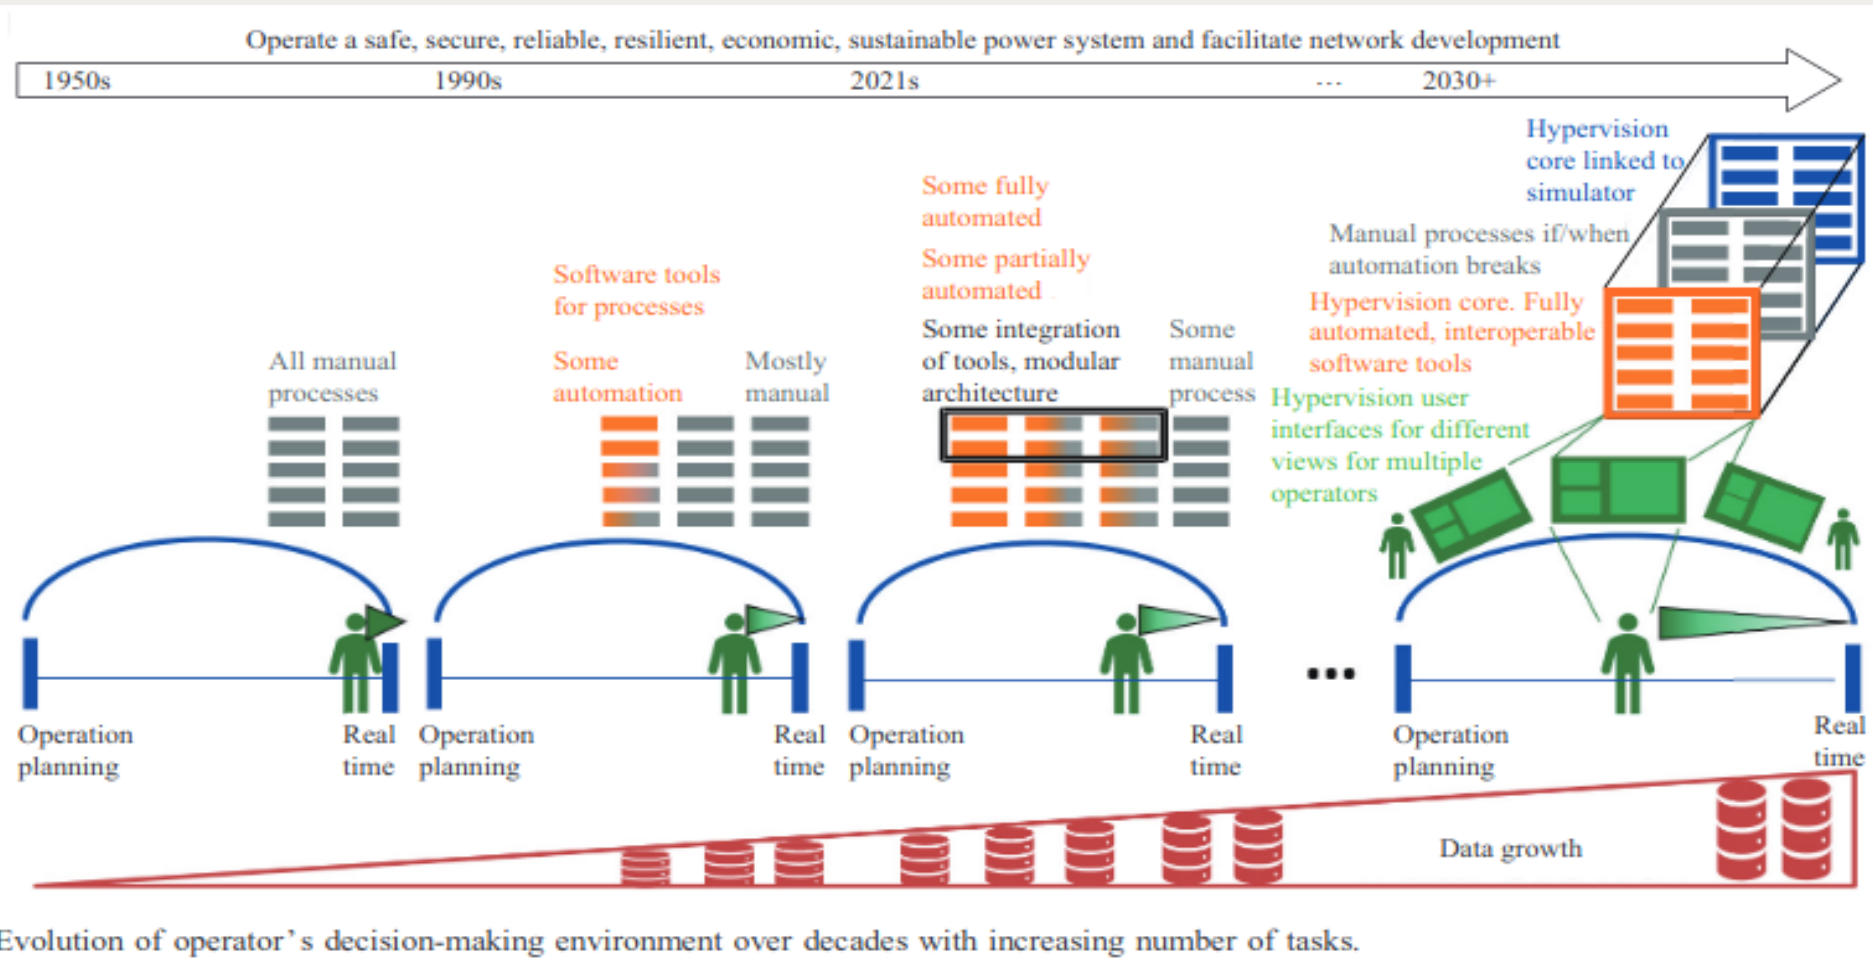 Operate a safe, secure, reliable, resilient, economic, sustainable power system and facilitate network development
1950s
1990s
2021s
...
2030+
All manual
processes
Software tools
for processes
Some
automation
Mostly
manual
Some fully
automated
Some partially
automated
Some integration
of tools, modular
architecture
Some
manual
process
Hypervision
core linked to
simulator
Manual processes if/when
automation breaks
Hypervision core. Fully
automated, interoperable
software tools
Hypervision user
interfaces for different
views for multiple
operators
Operation
planning
Real
time
Operation
planning
Real
time
Operation
planning
Real
time
...
Operation
planning
Real
time
Data growth
Evolution of operator's decision-making environment over decades with increasing number of tasks.